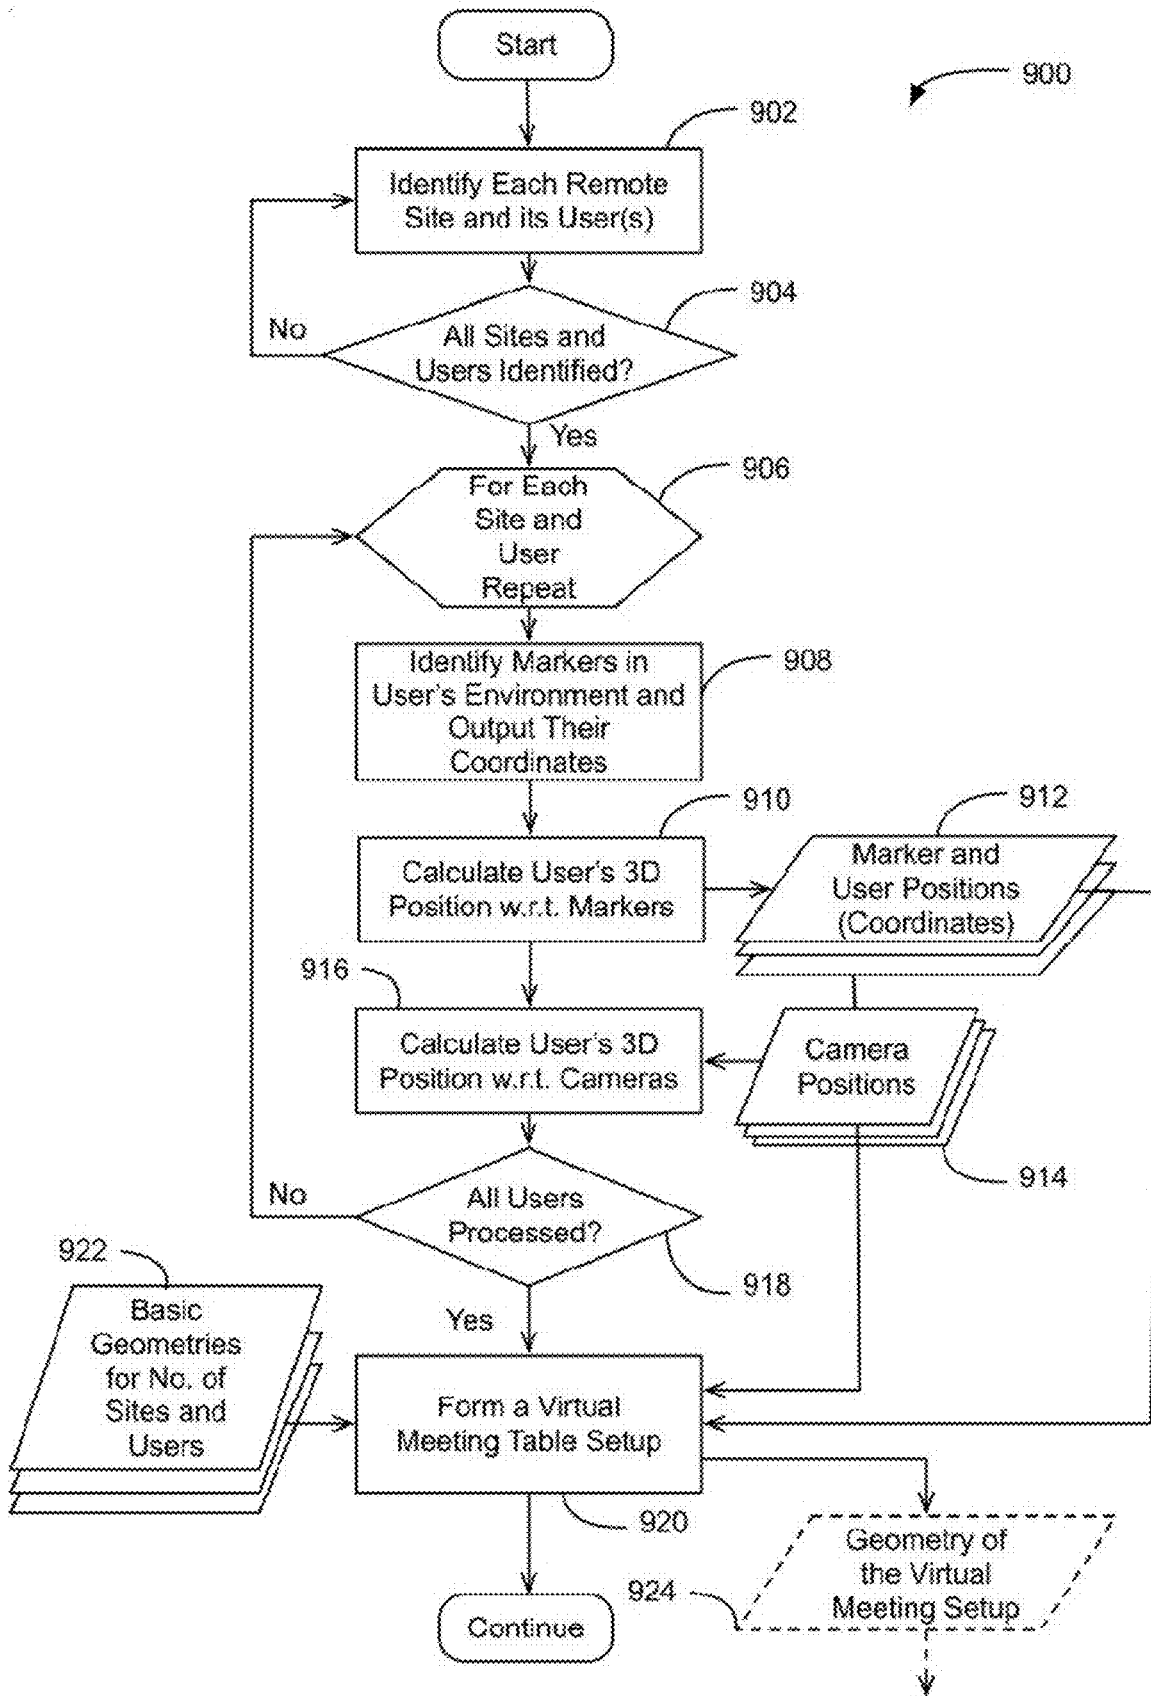 Start
900
902
Identify Each Remote
Site and its User(s)
904
All Sites and
Users Identified?
No
Yes
906
For Each
Site and
User
Repeat
908
Identify Markers in
User's Environment and
Output Their
Coordinates
910
Calculate User's 3D
Position w.r.t. Markers
912
Marker and
User Positions
(Coordinates)
916
Calculate User's 3D
Position w.r.t. Cameras
Camera
Positions
914
All Users
Processed?
No
918
Yes
922
Basic
Geometries
for No. of
Sites and
Users
Form a Virtual
Meeting Table Setup
920
Geometry of
the Virtual
Meeting Setup
924
Continue